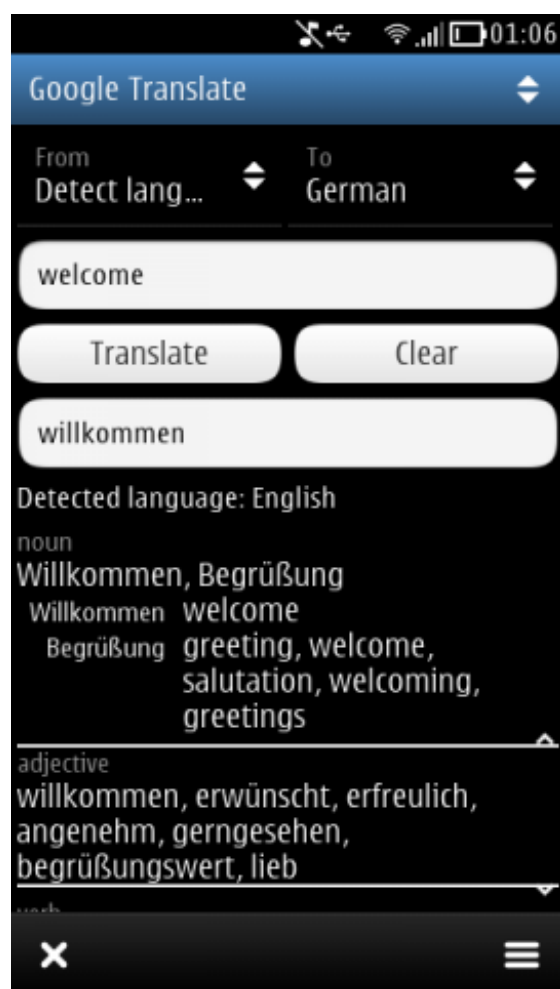 01:06
Google Translate
From
Detect lang...
To
German
welcome
Translate
Clear
willkommen
Detected language: English
noun
Willkommen, Begrüßung
Willkommen welcome
Begrüßung greeting, welcome,
salutation, welcoming,
greetings
adjective
willkommen, erwünscht, erfreulich,
angenehm, gerngesehen,
begrüßungswert, lieb